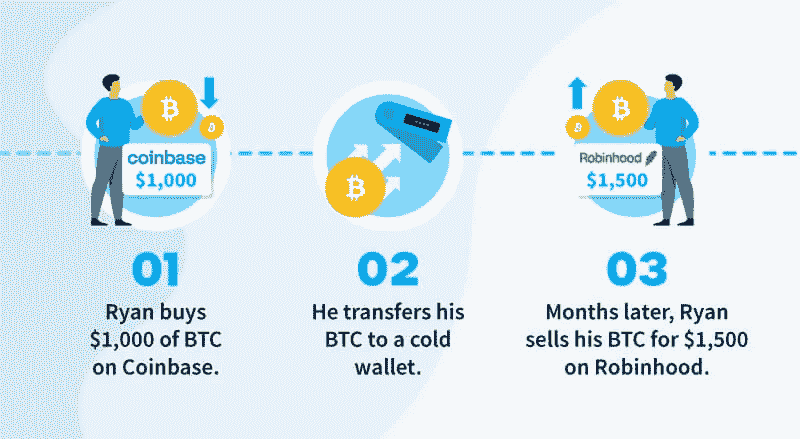 coinbase
$1,000
Robinhood
$1,500
01
Ryan buys
$1,000 of BTC
on Coinbase.
02
He transfers his
BTC to a cold
wallet.
03
Months later, Ryan
sells his BTC for $1,500
on Robinhood.